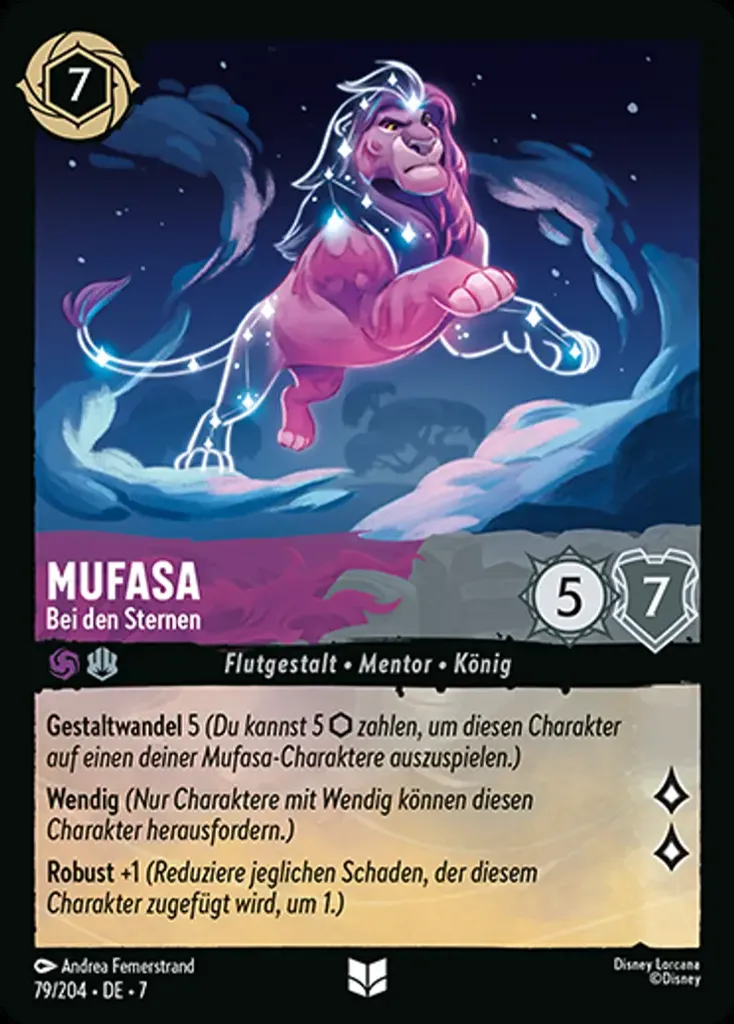 7
MUFASA
Bei den Sternen
5
7
Flutgestalt • Mentor • König
Gestaltwandel 5 (Du kannst 5 ⬡ zahlen, um diesen Charakter
auf einen deiner Mufasa-Charaktere auszuspielen.)
Wendig (Nur Charaktere mit Wendig können diesen
Charakter herausfordern.)
Robust +1 (Reduziere jeglichen Schaden, der diesem
Charakter zugefügt wird, um 1.)
Andrea Femerstrand
79/204 • DE • 7
Disney Lorcana
©Disney